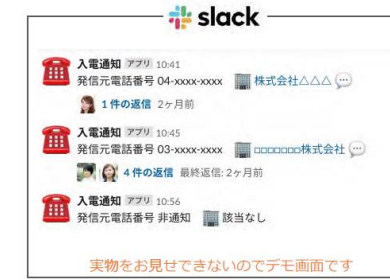 slack
入電通知 アプリ 10:41
発信元電話番号 04-xxxx-xxxx 株式会社△△△
1 件の返信 2ヶ月前
入電通知 アプリ 10:45
発信元電話番号 03-xxxx-xxxx □□□□□□□株式会社
4 件の返信 最終返信: 2ヶ月前
入電通知 アプリ 10:56
発信元電話番号 非通知 該当なし
実物をお見せできないのでデモ画面です